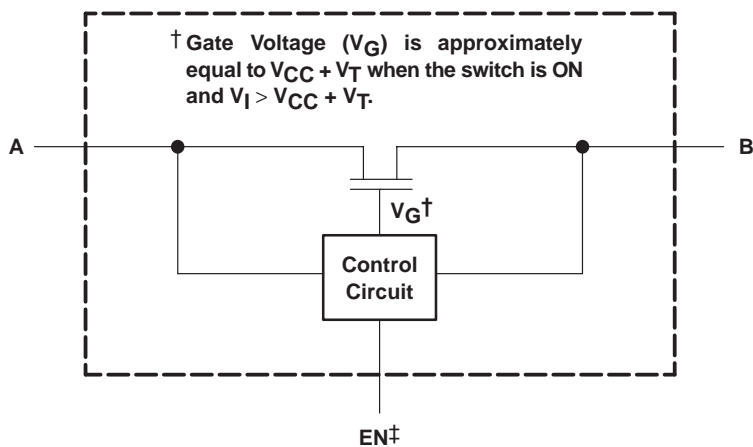 † Gate Voltage (VG) is approximately
equal to VCC + VT when the switch is ON
and VI > VCC + VT.
A
B
VG†
Control
Circuit
EN‡